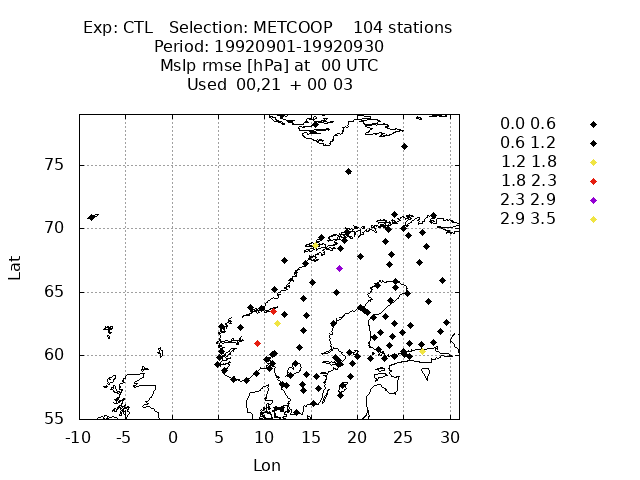 Exp: CTL   Selection: METCOOP    104 stations
Period: 19920901-19920930
Mslp rmse [hPa] at  00 UTC
Used  00,21  + 00 03
0.0 0.6
0.6 1.2
1.2 1.8
1.8 2.3
2.3 2.9
2.9 3.5
75
70
65
60
55
Lat
-10 -5 0 5 10 15 20 25 30
Lon